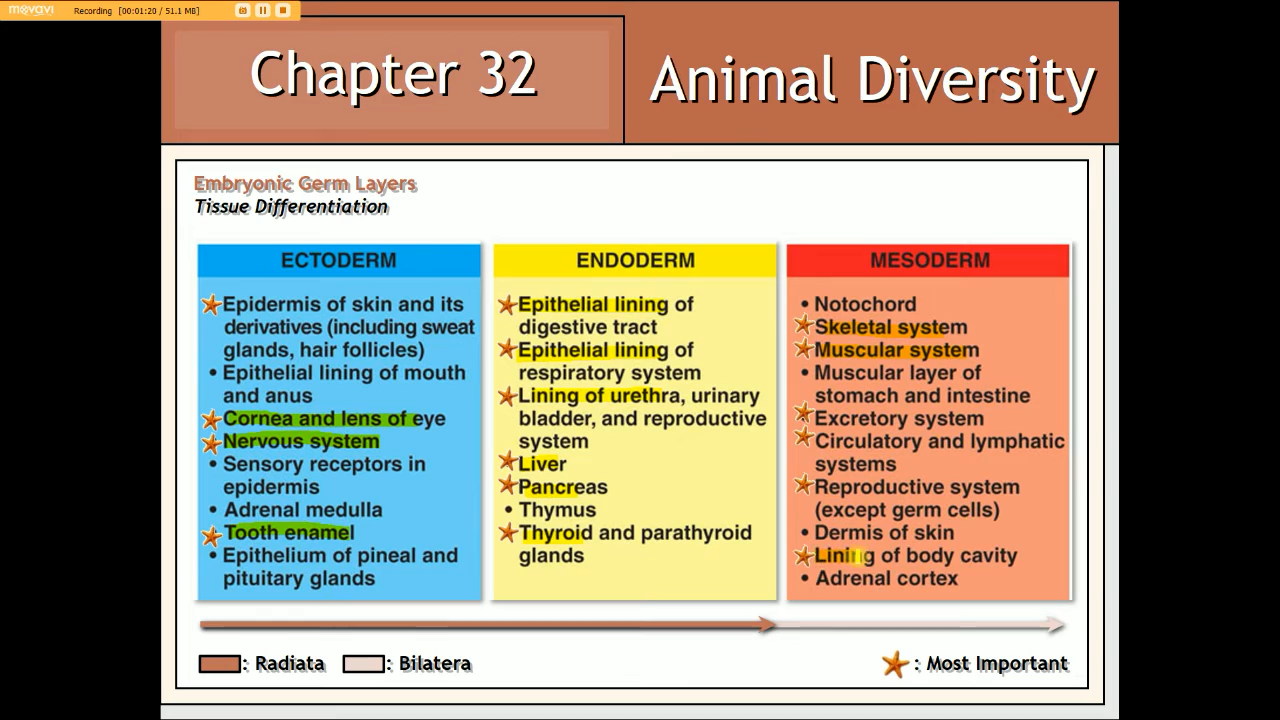 movavi
Recording [00:01:20 / 51.1 MB]
Chapter 32
Animal Diversity
Embryonic Germ Layers
Tissue Differentiation
ECTODERM
Epidermis of skin and its
derivatives (including sweat
glands, hair follicles)
• Epithelial lining of mouth
and anus
Cornea and lens of eye
Nervous system
• Sensory receptors in
epidermis
• Adrenal medulla
Tooth enamel
• Epithelium of pineal and
pituitary glands
ENDODERM
Epithelial lining of
digestive tract
Epithelial lining of
respiratory system
Lining of urethra, urinary
bladder, and reproductive
system
Liver
Pancreas
• Thymus
Thyroid and parathyroid
glands
MESODERM
• Notochord
Skeletal system
Muscular system
• Muscular layer of
stomach and intestine
Excretory system
Circulatory and lymphatic
systems
Reproductive system
(except germ cells)
• Dermis of skin
Lining of body cavity
• Adrenal cortex
: Radiata
: Bilatera
: Most Important